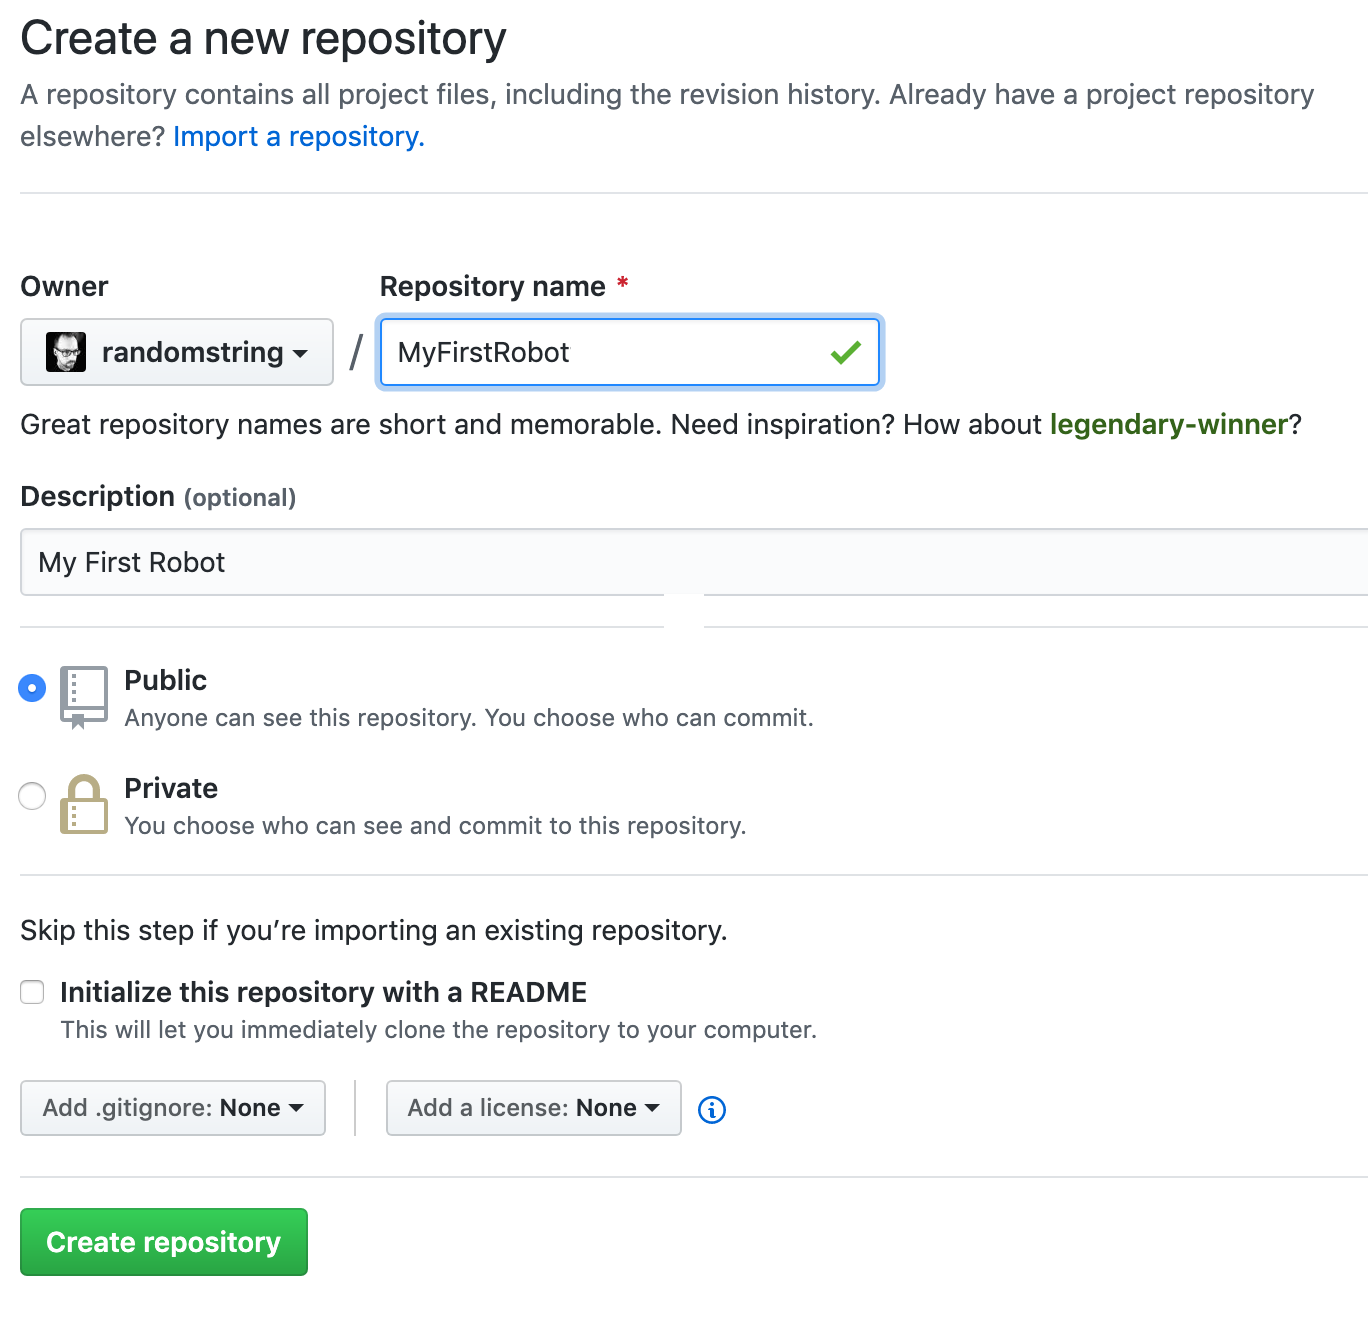 Create a new repository
A repository contains all project files, including the revision history. Already have a project repository
elsewhere? Import a repository.
Owner
Repository name *
randomstring
/
MyFirstRobot
Great repository names are short and memorable. Need inspiration? How about legendary-winner?
Description (optional)
My First Robot
Public
Anyone can see this repository. You choose who can commit.
Private
You choose who can see and commit to this repository.
Skip this step if you’re importing an existing repository.
Initialize this repository with a README
This will let you immediately clone the repository to your computer.
Add .gitignore: None
Add a license: None
Create repository